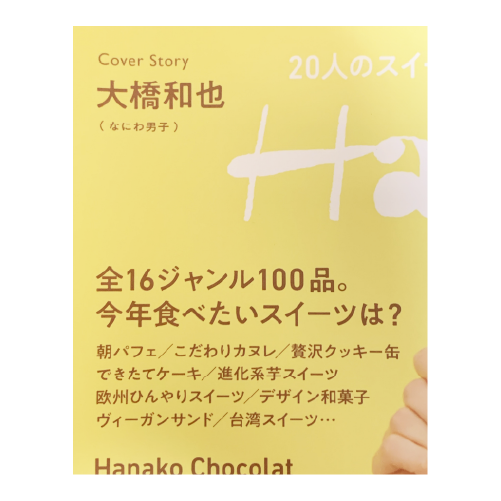 Cover Story
大橋和也
（なにわ男子）
20人のスイ
Ha
全16ジャンル100品。
今年食べたいスイーツは？
朝パフェ／こだわりカヌレ／贅沢クッキー缶
できたてケーキ／進化系芋スイーツ
欧州ひんやりスイーツ／デザイン和菓子
ヴィーガンサンド／台湾スイーツ…
Hanako Chocolat